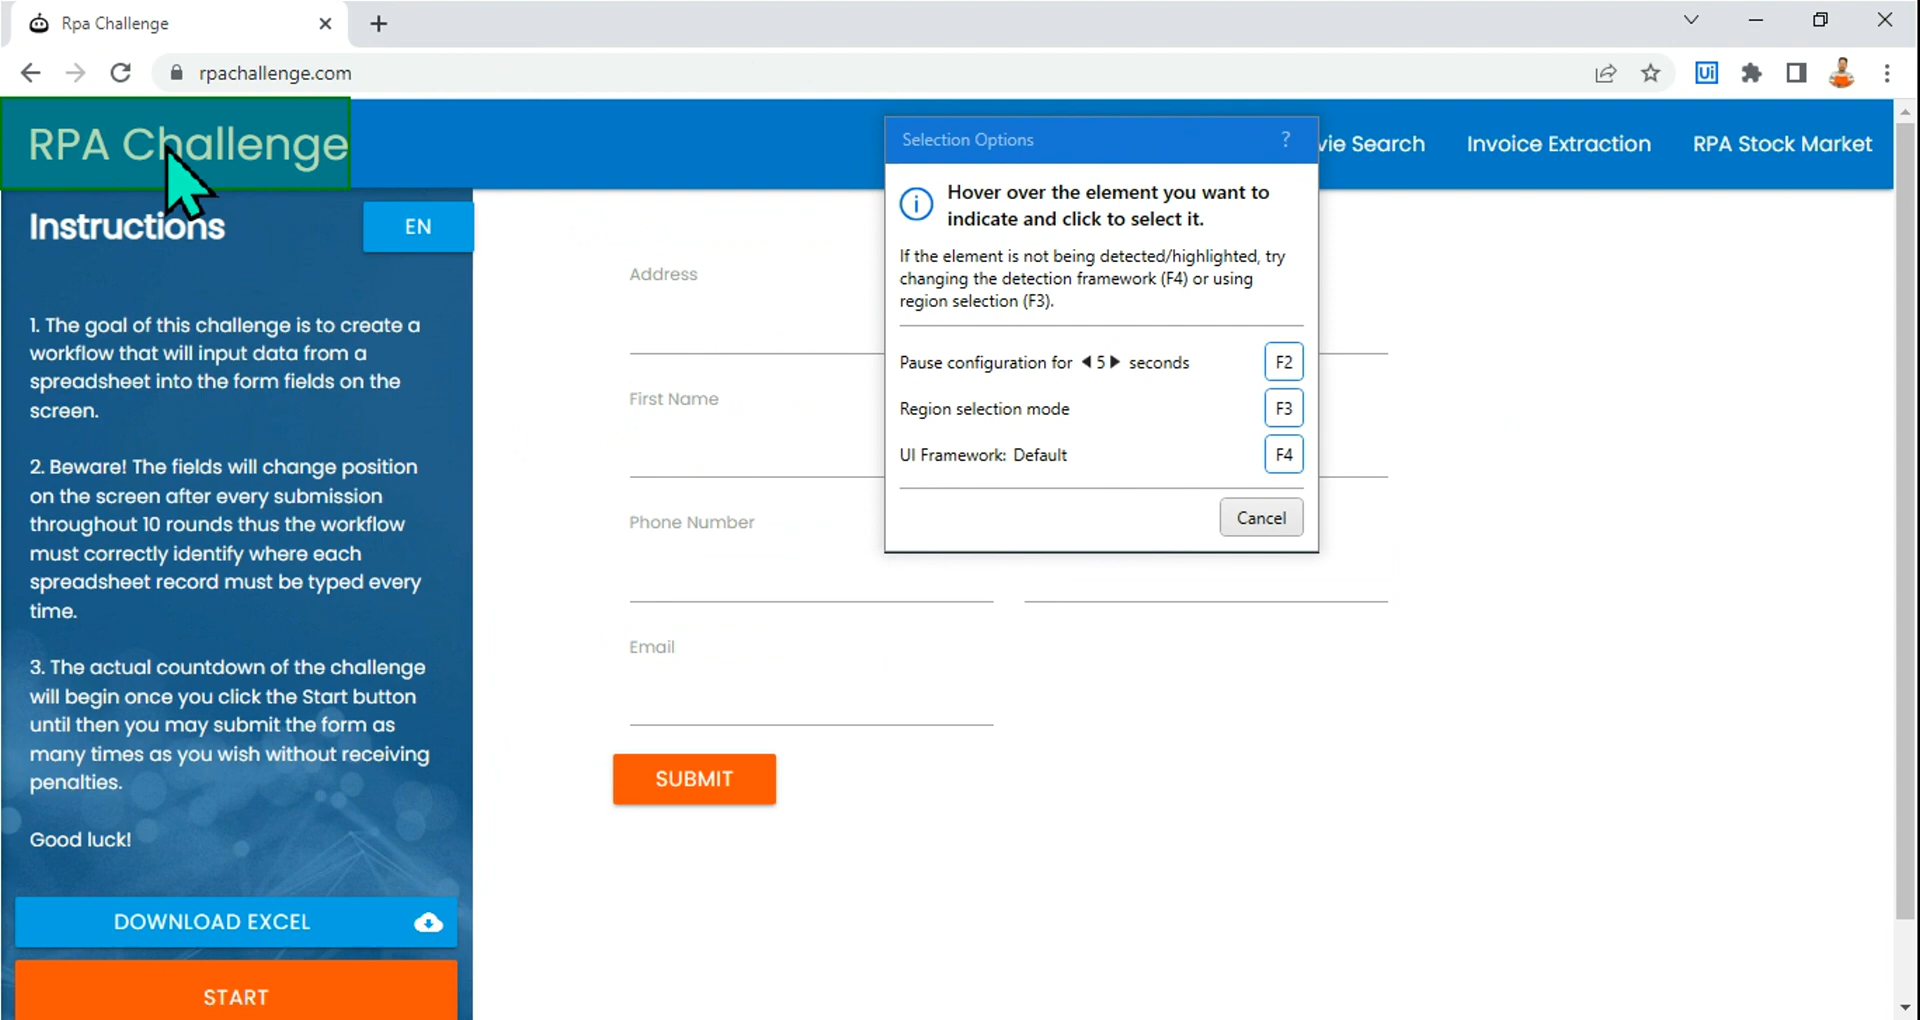 Rpa Challenge
rpachallenge.com
Ui
RPA Challenge
vie Search
Invoice Extraction
RPA Stock Market
Instructions
EN
1. The goal of this challenge is to create a
workflow that will input data from a
spreadsheet into the form fields on the
screen.
2. Beware! The fields will change position
on the screen after every submission
throughout 10 rounds thus the workflow
must correctly identify where each
spreadsheet record must be typed every
time.
3. The actual countdown of the challenge
will begin once you click the Start button
until then you may submit the form as
many times as you wish without receiving
penalties.
Good luck!
DOWNLOAD EXCEL
START
Address
First Name
Phone Number
Email
SUBMIT
Selection Options ?
Hover over the element you want to
indicate and click to select it.
If the element is not being detected/highlighted, try
changing the detection framework (F4) or using
region selection (F3).
Pause configuration for 5 seconds F2
Region selection mode F3
UI Framework: Default F4
Cancel